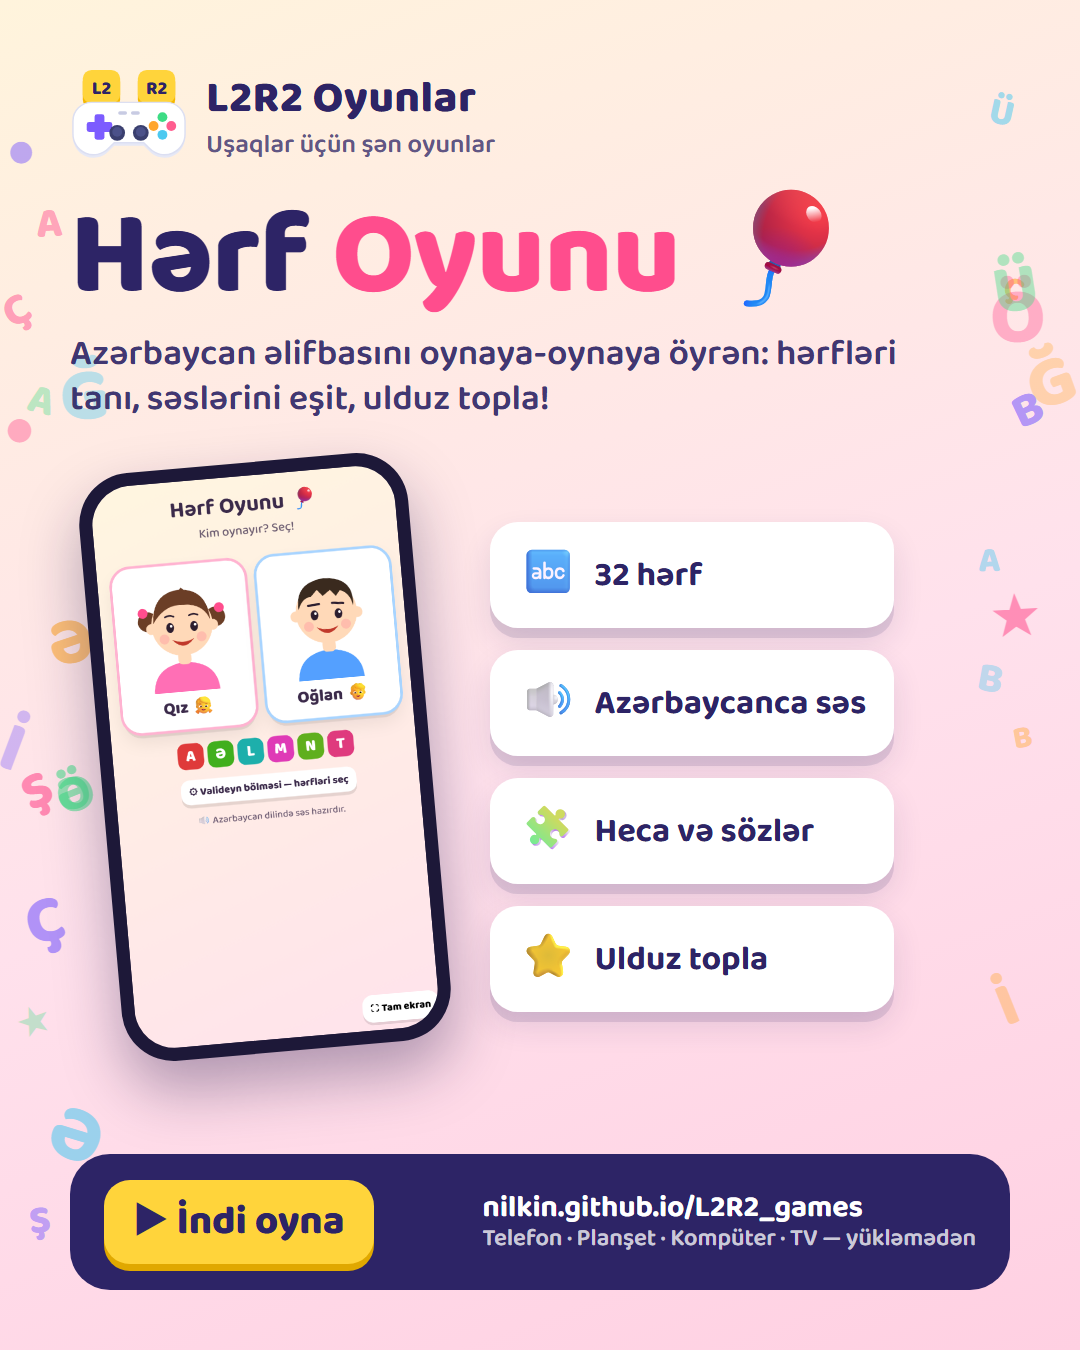 L2 R2
L2R2 Oyunlar
Uşaqlar üçün şən oyunlar
Hərf Oyunu
Azərbaycan əlifbasını oynaya-oynaya öyrən: hərfləri
tanı, səslərini eşit, ulduz topla!
Hərf Oyunu
Kim oynayır? Seç!
Qız
Oğlan
A Ə L M N T
Valideyn bölməsi — hərfləri seç
Azərbaycan dilində səs hazırdır.
Tam ekran
abc
32 hərf
Azərbaycanca səs
Heca və sözlər
Ulduz topla
İndi oyna
nilkin.github.io/L2R2_games
Telefon · Planşet · Kompüter · TV — yükləmədən
Ü
A
Ç
A
Ğ
Ü
Ö
Ğ
B
A
B
B
Ə
İ
Ş
Ə
Ç
İ
Ə
Ş